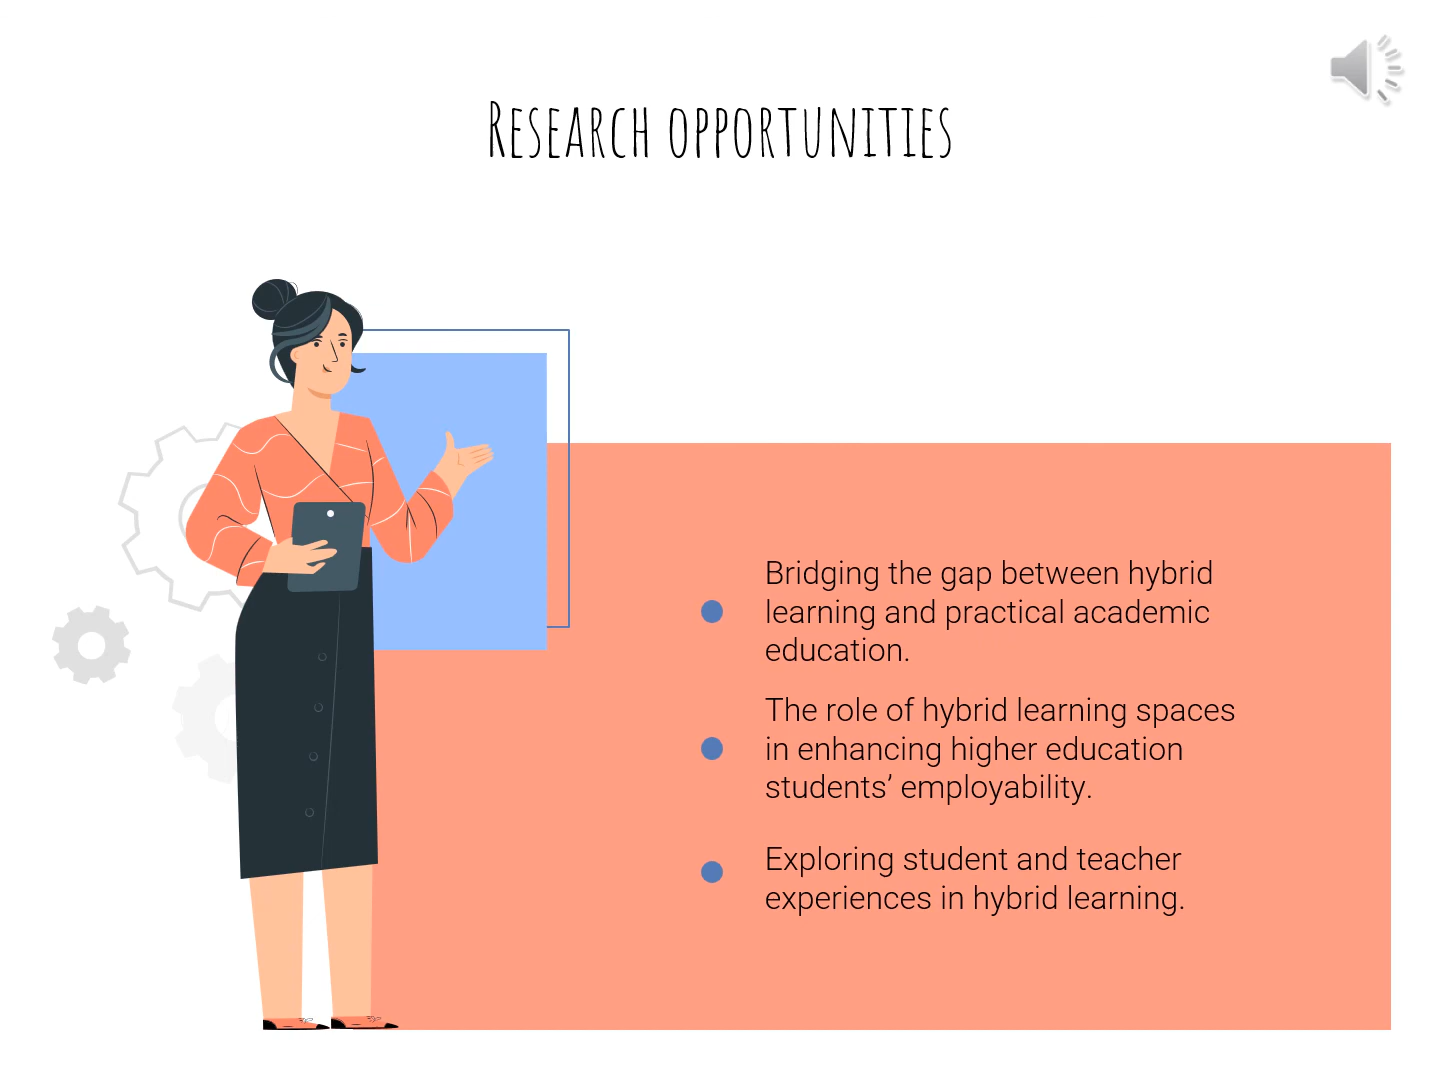 Research opportunities
Bridging the gap between hybrid
learning and practical academic
education.
The role of hybrid learning spaces
in enhancing higher education
students’ employability.
Exploring student and teacher
experiences in hybrid learning.